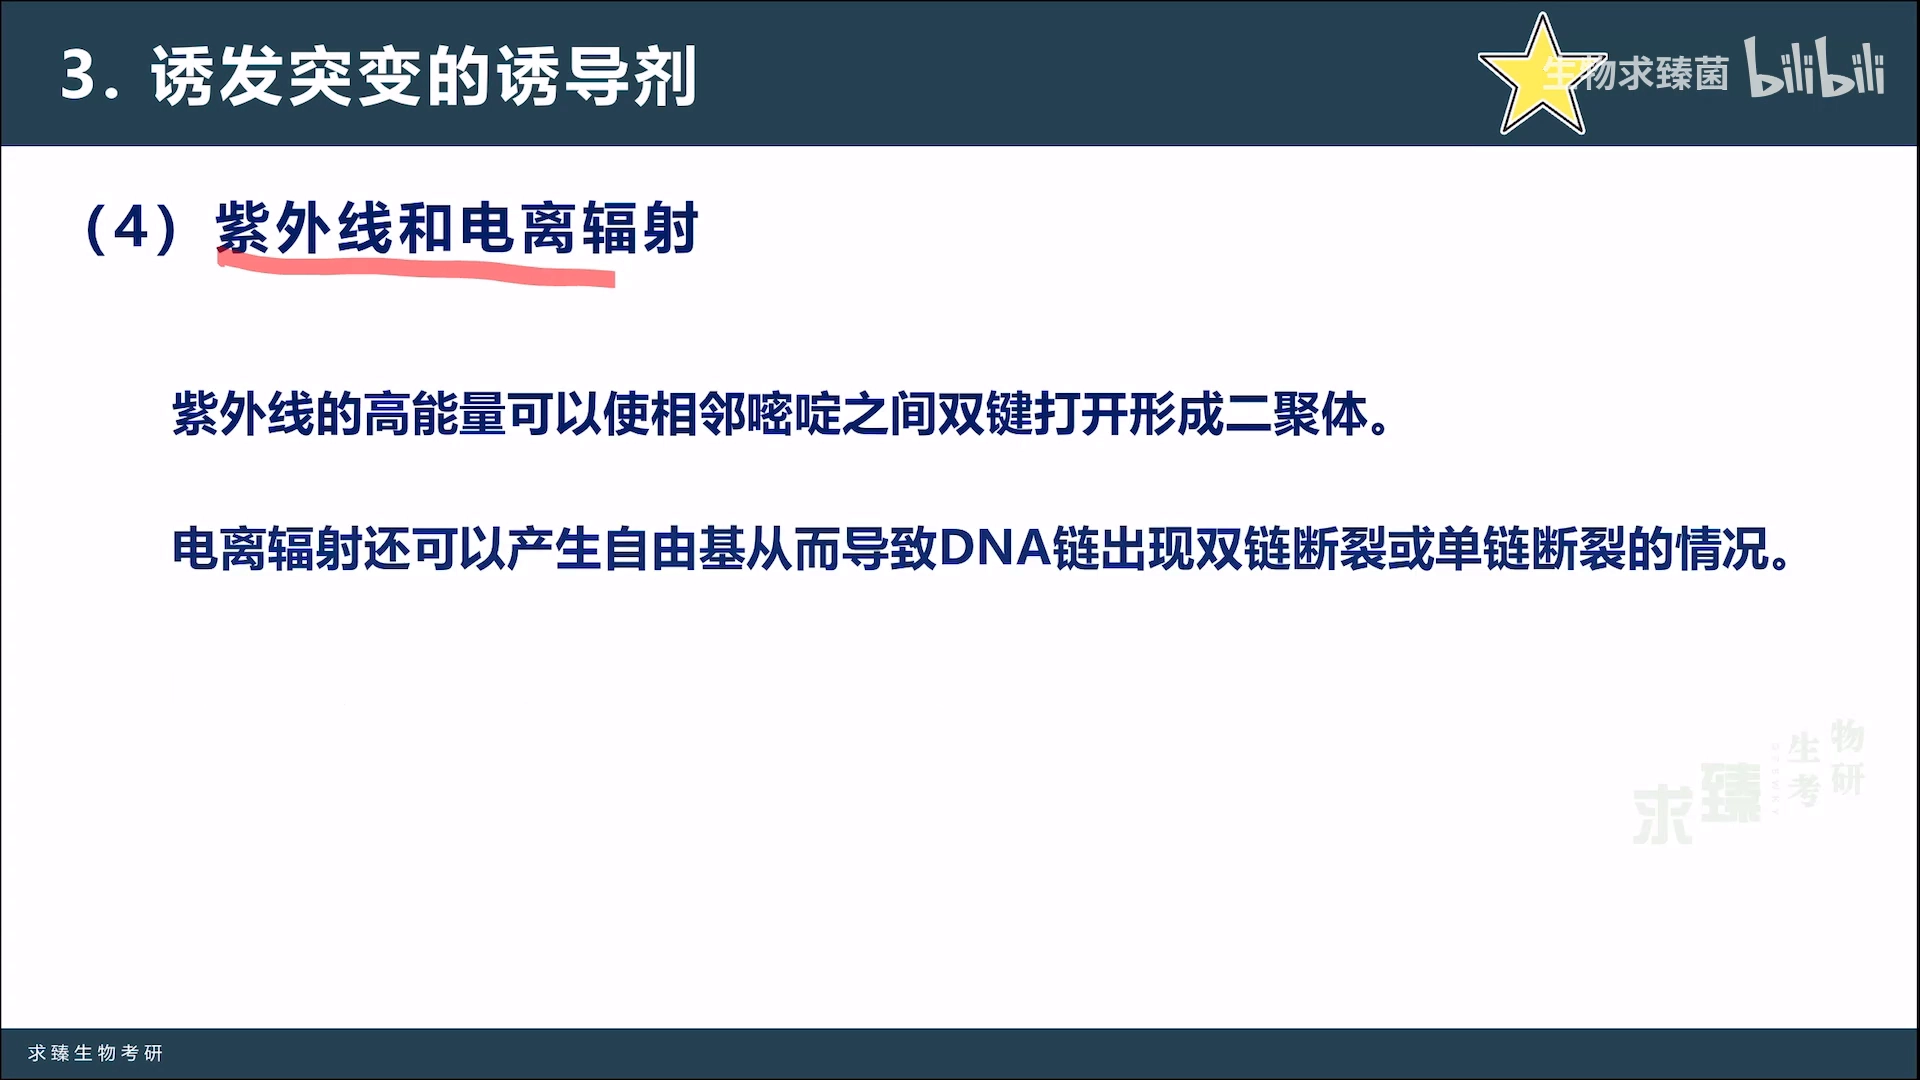 3. 诱发突变的诱导剂
生物求臻菌 bilibili
（4）紫外线和电离辐射
紫外线的高能量可以使相邻嘧啶之间双键打开形成二聚体。
电离辐射还可以产生自由基从而导致DNA链出现双链断裂或单链断裂的情况。
求臻
生物
考研
求臻生物考研